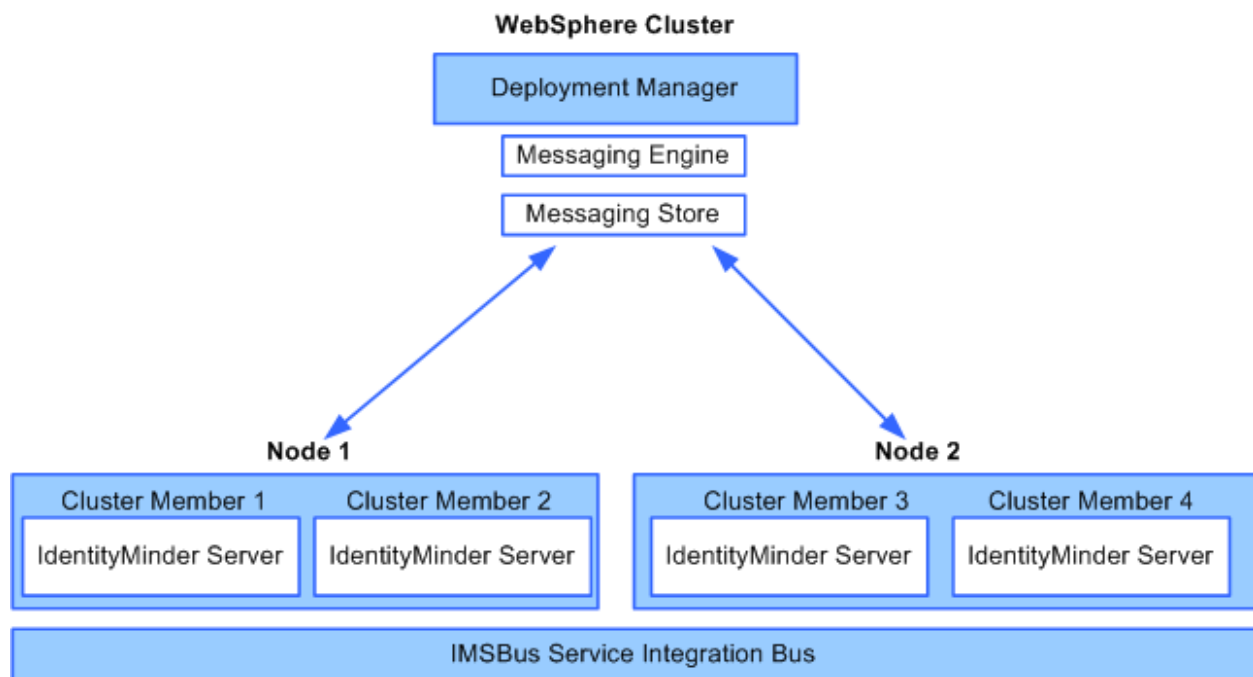 WebSphere Cluster
Deployment Manager
Messaging Engine
Messaging Store
Node 1
Node 2
Cluster Member 1
Cluster Member 2
Cluster Member 3
Cluster Member 4
IdentityMinder Server
IdentityMinder Server
IdentityMinder Server
IdentityMinder Server
IMSBus Service Integration Bus